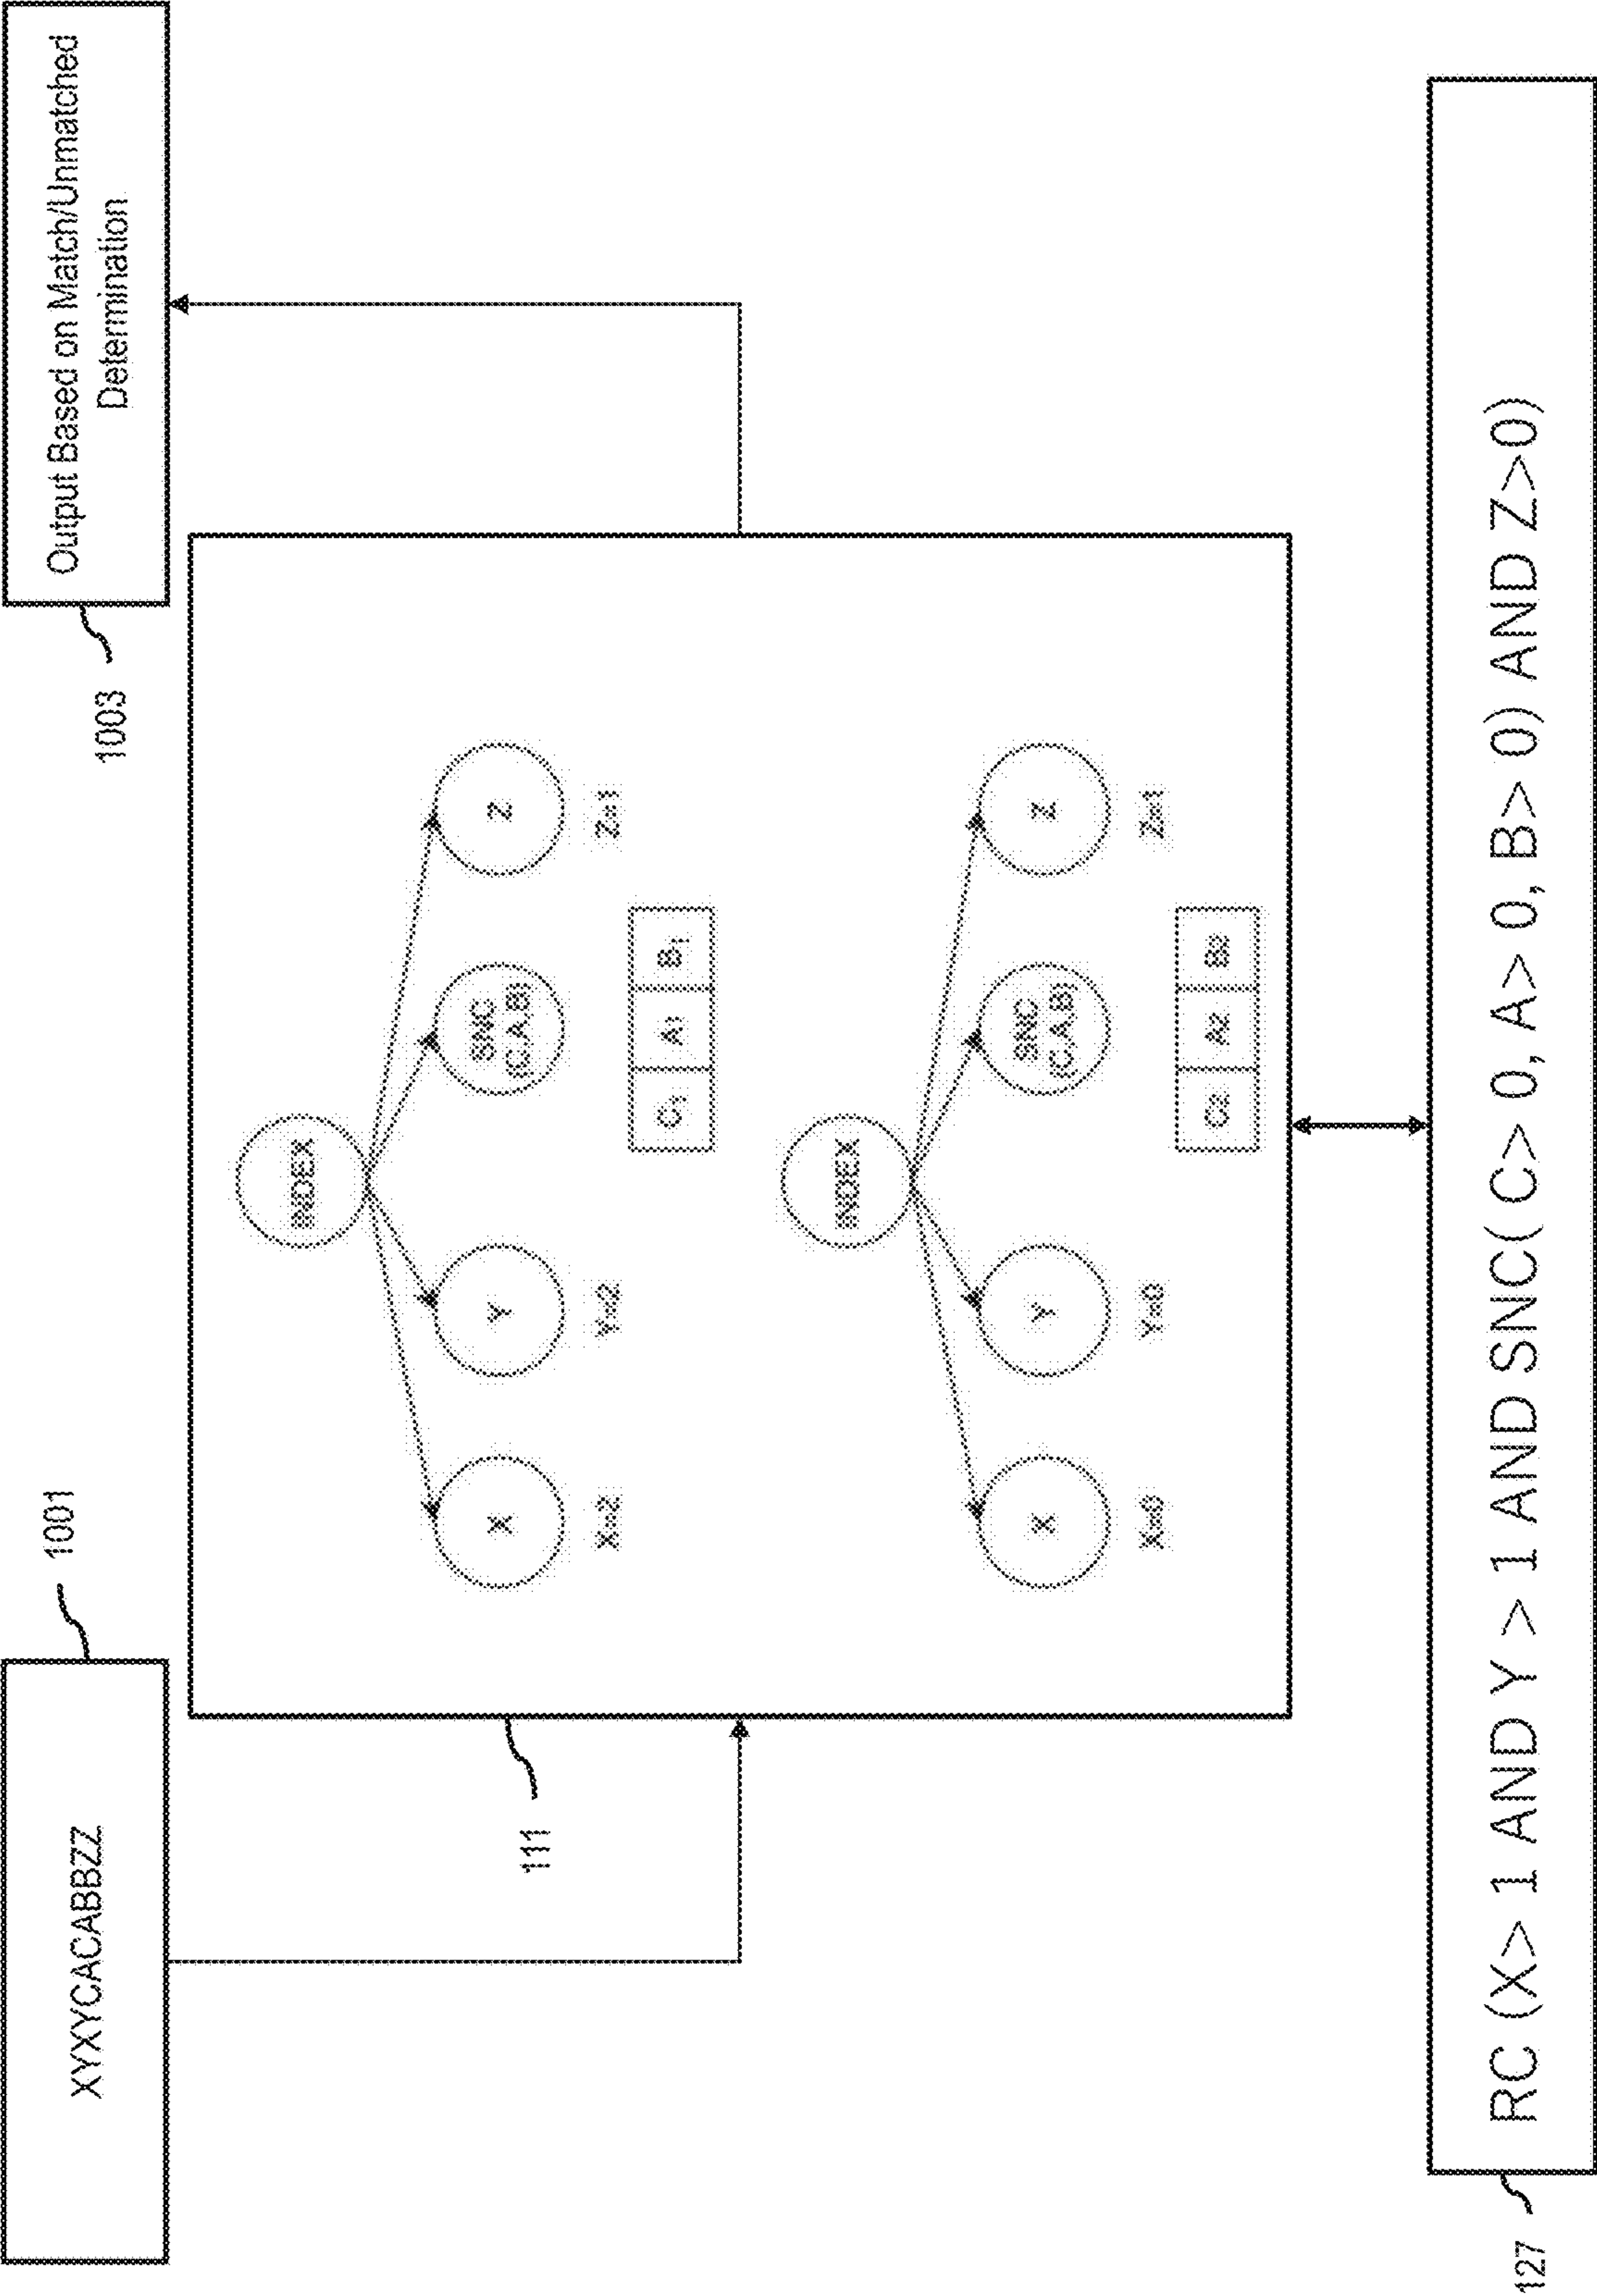 XYXYCACABBZZ
1001
Output Based on Match/Unmatched
Determination
1003
111
INDEX
X
Y
SNC
(C,A,B)
Z
X=2
Y=2
C1
A1
B1
Z=1
INDEX
X
Y
SNC
(C,A,B)
Z
Y=0
C2
A2
B2
Z=1
RC (X> 1 AND Y > 1 AND SNC( C> 0, A> 0, B> 0) AND Z>0)
127